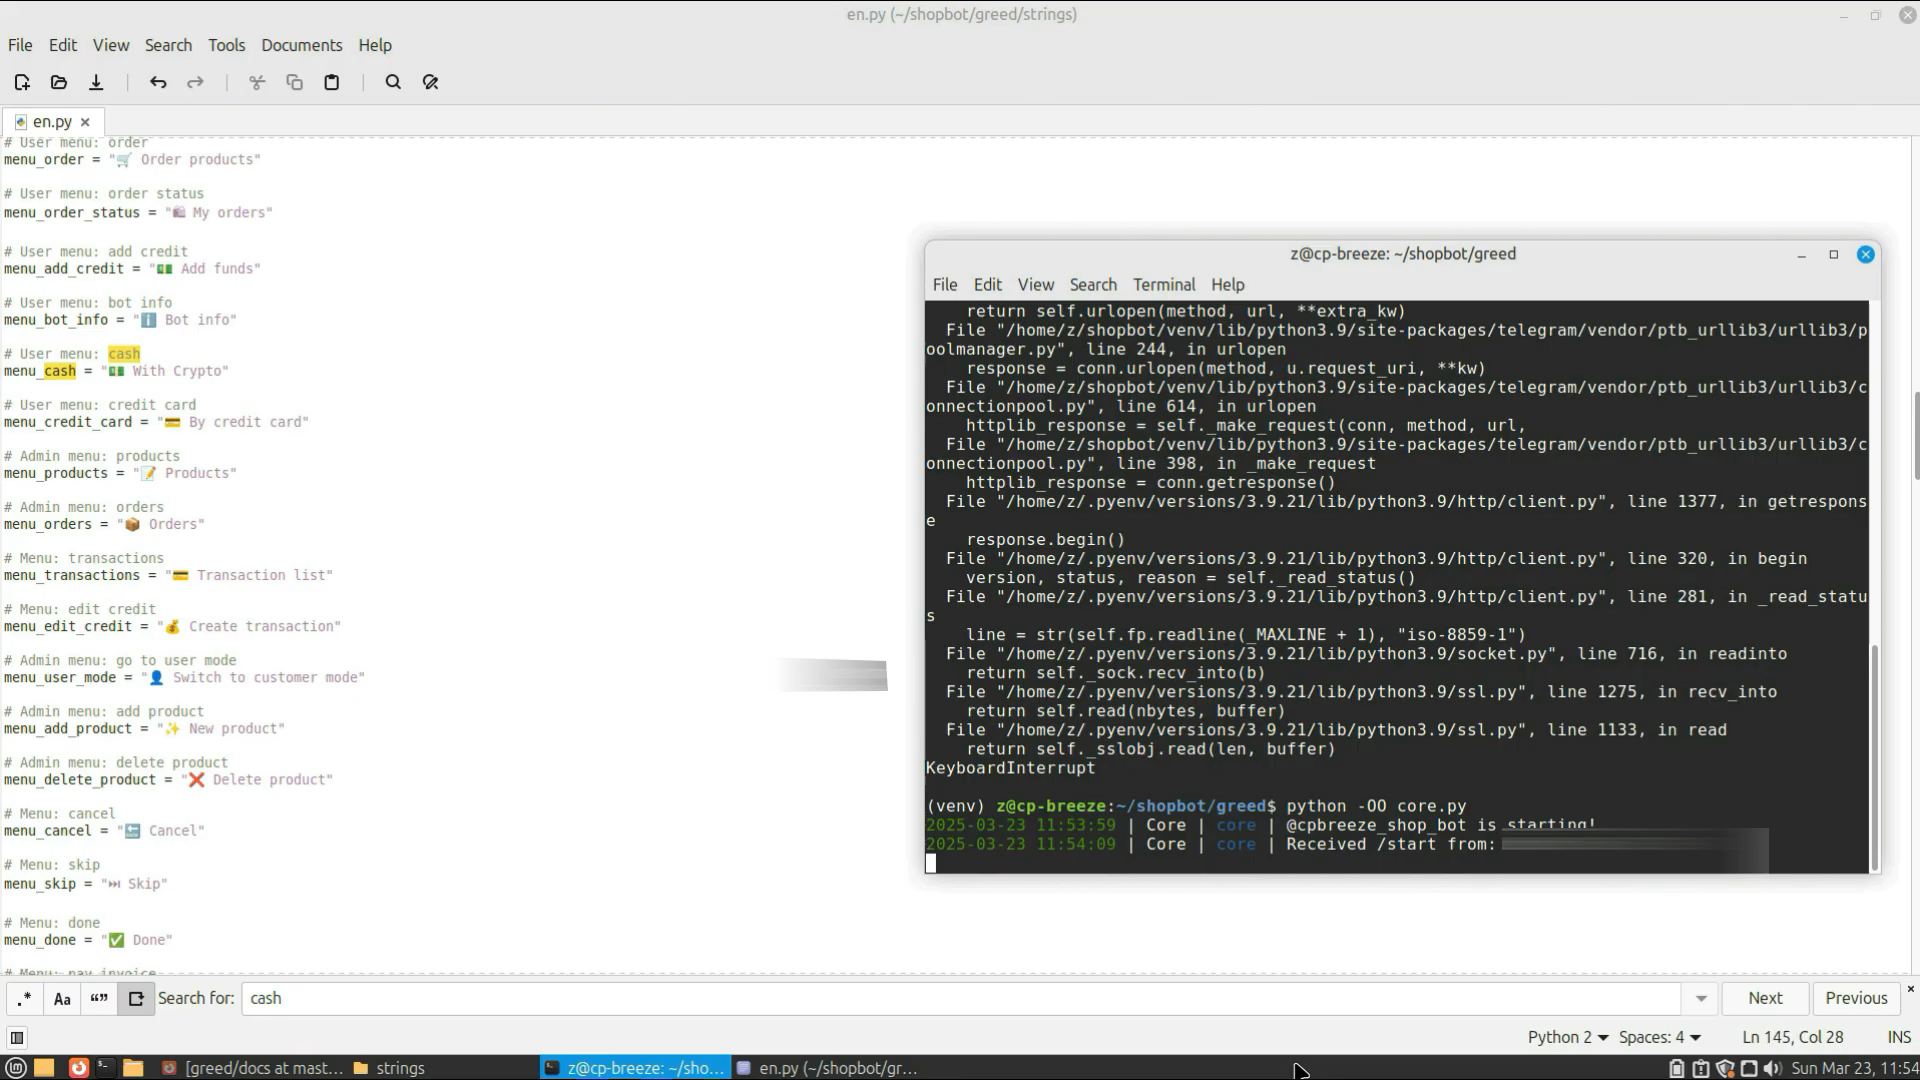 en.py (~/shopbot/greed/strings)
File Edit View Search Tools Documents Help
en.py ×
# User menu: order
menu_order = "🛒 Order products"
# User menu: order status
menu_order_status = "🛍 My orders"
# User menu: add credit
menu_add_credit = "💵 Add funds"
# User menu: bot info
menu_bot_info = "ℹ️ Bot info"
# User menu: cash
menu_cash = "💵 With Crypto"
# User menu: credit card
menu_credit_card = "💳 By credit card"
# Admin menu: products
menu_products = "📝 Products"
# Admin menu: orders
menu_orders = "📦 Orders"
# Menu: transactions
menu_transactions = "💳 Transaction list"
# Menu: edit credit
menu_edit_credit = "💰 Create transaction"
# Admin menu: go to user mode
menu_user_mode = "👤 Switch to customer mode"
# Admin menu: add product
menu_add_product = "✨ New product"
# Admin menu: delete product
menu_delete_product = "❌ Delete product"
# Menu: cancel
menu_cancel = "🔙 Cancel"
# Menu: skip
menu_skip = "⏭ Skip"
# Menu: done
menu_done = "✅ Done"
# Menu: pay invoice
z@cp-breeze: ~/shopbot/greed
File Edit View Search Terminal Help
return self.urlopen(method, url, **extra_kw)
File "/home/z/shopbot/venv/lib/python3.9/site-packages/telegram/vendor/ptb_urllib3/urllib3/p
oolmanager.py", line 244, in urlopen
response = conn.urlopen(method, u.request_uri, **kw)
File "/home/z/shopbot/venv/lib/python3.9/site-packages/telegram/vendor/ptb_urllib3/urllib3/c
onnectionpool.py", line 614, in urlopen
httplib_response = self._make_request(conn, method, url,
File "/home/z/shopbot/venv/lib/python3.9/site-packages/telegram/vendor/ptb_urllib3/urllib3/c
onnectionpool.py", line 398, in _make_request
httplib_response = conn.getresponse()
File "/home/z/.pyenv/versions/3.9.21/lib/python3.9/http/client.py", line 1377, in getrespons
e
response.begin()
File "/home/z/.pyenv/versions/3.9.21/lib/python3.9/http/client.py", line 320, in begin
version, status, reason = self._read_status()
File "/home/z/.pyenv/versions/3.9.21/lib/python3.9/http/client.py", line 281, in _read_statu
s
line = str(self.fp.readline(_MAXLINE + 1), "iso-8859-1")
File "/home/z/.pyenv/versions/3.9.21/lib/python3.9/socket.py", line 716, in readinto
return self._sock.recv_into(b)
File "/home/z/.pyenv/versions/3.9.21/lib/python3.9/ssl.py", line 1275, in recv_into
return self.read(nbytes, buffer)
File "/home/z/.pyenv/versions/3.9.21/lib/python3.9/ssl.py", line 1133, in read
return self._sslobj.read(len, buffer)
KeyboardInterrupt
(venv) z@cp-breeze:~/shopbot/greed$ python -OO core.py
2025-03-23 11:53:59 | Core | core | @cpbreeze_shop_bot is starting!
2025-03-23 11:54:09 | Core | core | Received /start from:
.* Aa “” Search for: cash Next Previous ×
Python 2 Spaces: 4 Ln 145, Col 28 INS
[greed/docs at mast... strings z@cp-breeze: ~/sho... en.py (~/shopbot/gr... Sun Mar 23, 11:54